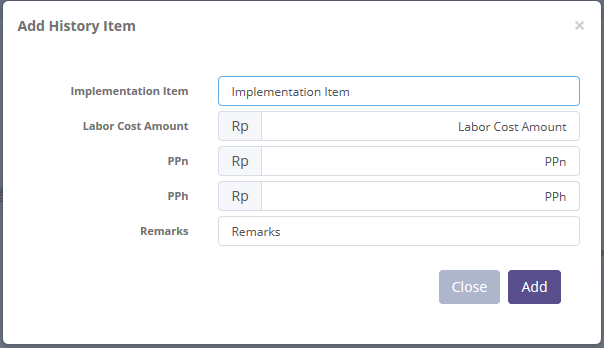 Add History Item ×
Implementation Item Implementation Item
Labor Cost Amount Rp Labor Cost Amount
PPn Rp PPn
PPh Rp PPh
Remarks Remarks
Close Add